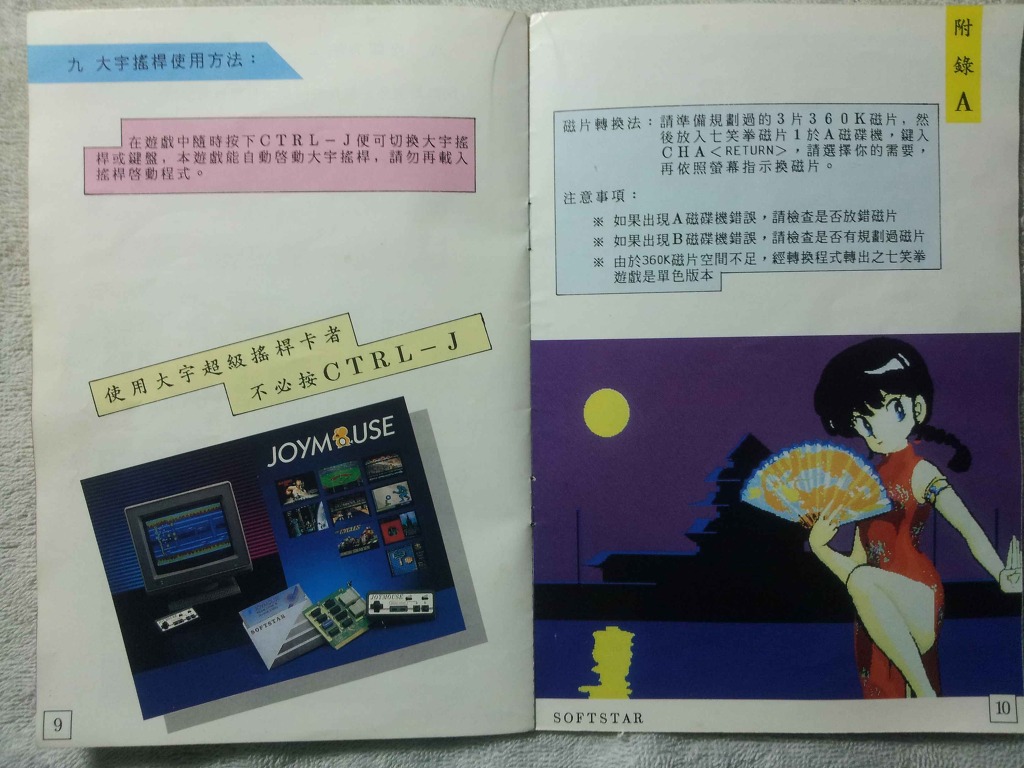 九 大宇搖桿使用方法：
在遊戲中隨時按下CTRL－J便可切換大宇搖
桿或鍵盤，本遊戲能自動啓動大宇搖桿，請勿再載入
搖桿啓動程式。
使用大宇超級搖桿卡者
不必按CTRL－J
JOYMOUSE
SOFTSTAR
JOYMOUSE
9
附錄A
磁片轉換法：請準備規劃過的3片360K磁片，然
後放入七笑拳磁片1於A磁碟機，鍵入
CHA＜RETURN＞，請選擇你的需要，
再依照螢幕指示換磁片。
注意事項：
※ 如果出現A磁碟機錯誤，請檢查是否放錯磁片
※ 如果出現B磁碟機錯誤，請檢查是否有規劃過磁片
※ 由於360K磁片空間不足，經轉換程式轉出之七笑拳
遊戲是單色版本
SOFTSTAR
10